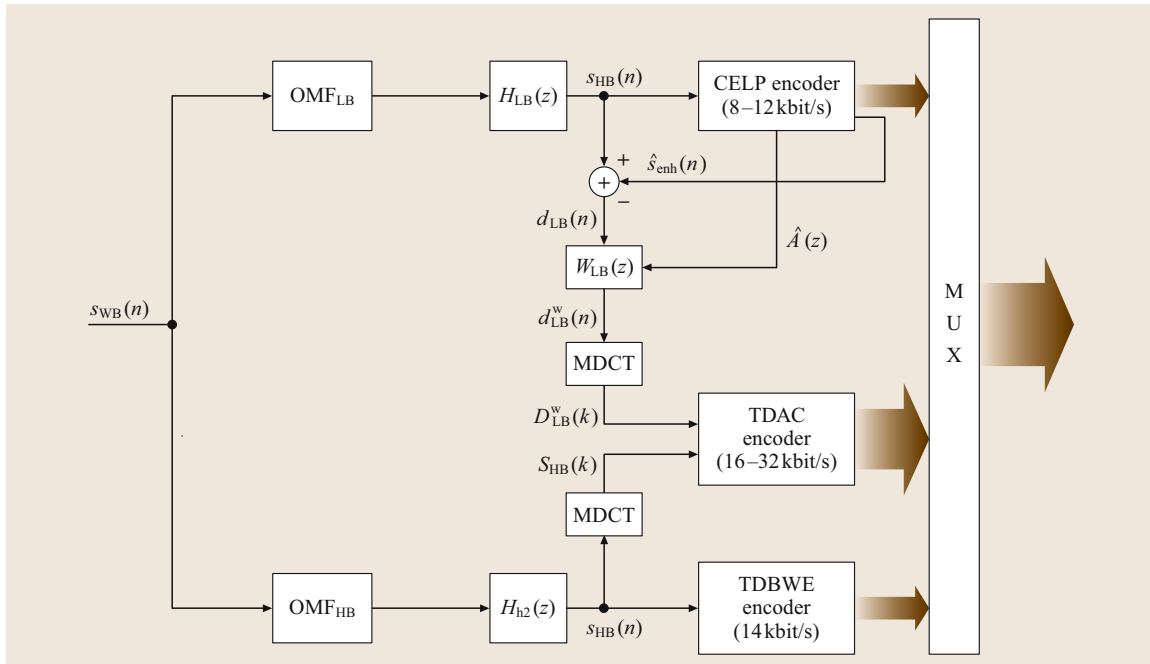 OMF_LB
H_LB(z)
s_HB(n)
CELP encoder
(8–12 kbit/s)
+
ŝ_enh(n)
+
−
d_LB(n)
Â(z)
W_LB(z)
s_WB(n)
d^w_LB(n)
M
U
X
MDCT
D^w_LB(k)
TDAC
encoder
(16–32 kbit/s)
S_HB(k)
MDCT
OMF_HB
H_h2(z)
s_HB(n)
TDBWE
encoder
(14 kbit/s)